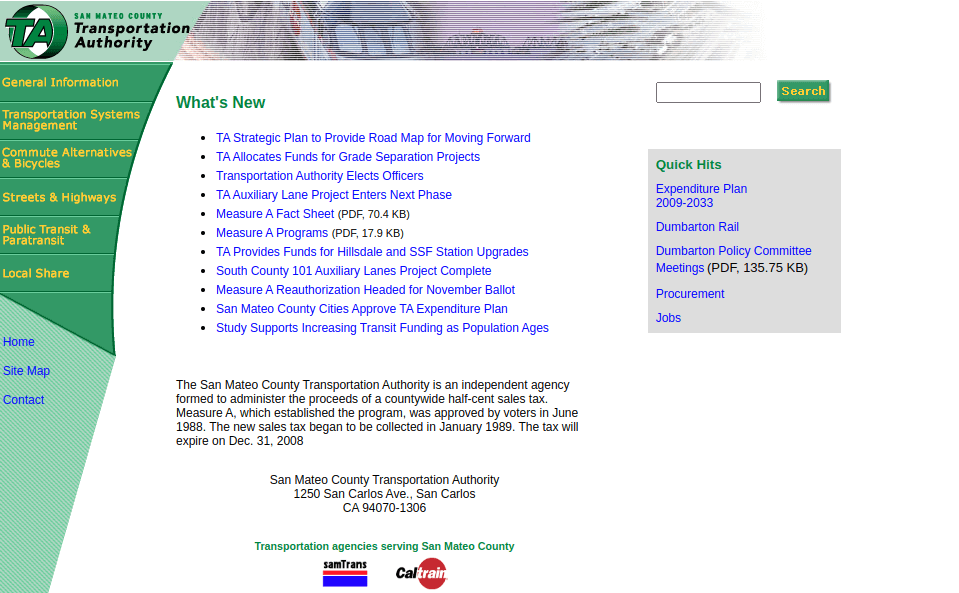 SAN MATEO COUNTY
TA Transportation
Authority
General Information
Transportation Systems
Management
Commute Alternatives
& Bicycles
Streets & Highways
Public Transit &
Paratransit
Local Share
Home
Site Map
Contact
What's New
TA Strategic Plan to Provide Road Map for Moving Forward
TA Allocates Funds for Grade Separation Projects
Transportation Authority Elects Officers
TA Auxiliary Lane Project Enters Next Phase
Measure A Fact Sheet (PDF, 70.4 KB)
Measure A Programs (PDF, 17.9 KB)
TA Provides Funds for Hillsdale and SSF Station Upgrades
South County 101 Auxiliary Lanes Project Complete
Measure A Reauthorization Headed for November Ballot
San Mateo County Cities Approve TA Expenditure Plan
Study Supports Increasing Transit Funding as Population Ages
The San Mateo County Transportation Authority is an independent agency
formed to administer the proceeds of a countywide half-cent sales tax.
Measure A, which established the program, was approved by voters in June
1988. The new sales tax began to be collected in January 1989. The tax will
expire on Dec. 31, 2008
San Mateo County Transportation Authority
1250 San Carlos Ave., San Carlos
CA 94070-1306
Transportation agencies serving San Mateo County
samTrans
Caltrain
Search
Quick Hits
Expenditure Plan
2009-2033
Dumbarton Rail
Dumbarton Policy Committee
Meetings (PDF, 135.75 KB)
Procurement
Jobs